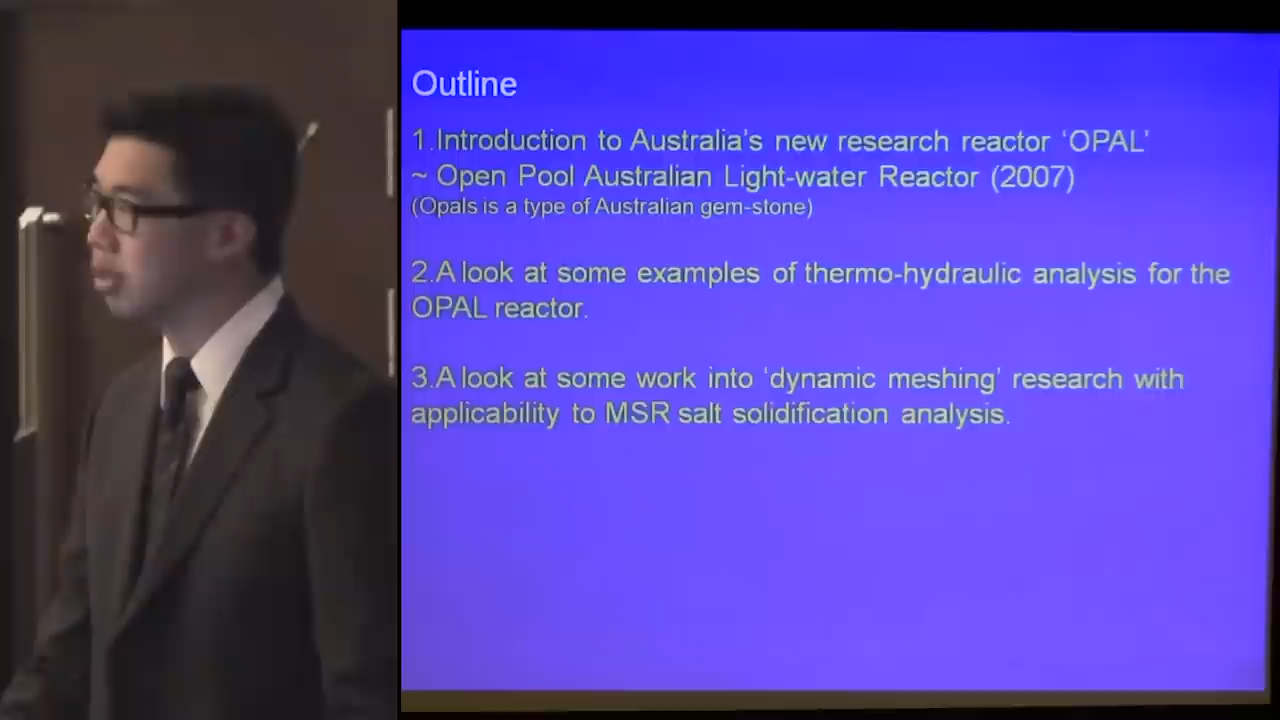 Outline
1.Introduction to Australia's new research reactor ‘OPAL’
~ Open Pool Australian Light-water Reactor (2007)
(Opals is a type of Australian gem-stone)
2.A look at some examples of thermo-hydraulic analysis for the
OPAL reactor.
3.A look at some work into ‘dynamic meshing’ research with
applicability to MSR salt solidification analysis.